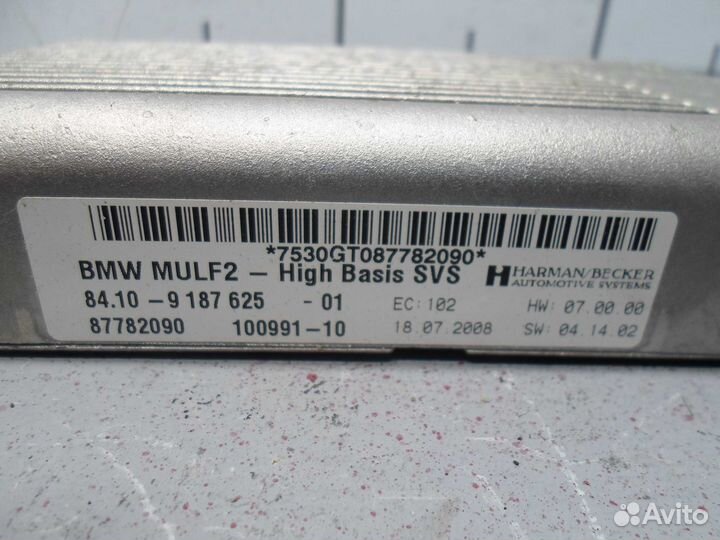 *7530GT087782090*
BMW MULF2 – High Basis SVS HARMAN/BECKER
AUTOMOTIVE SYSTEMS
84.10 - 9 187 625 - 01 EC: 102 HW: 07.00.00
87782090 100991-10 18.07.2008 SW: 04.14.02
Avito